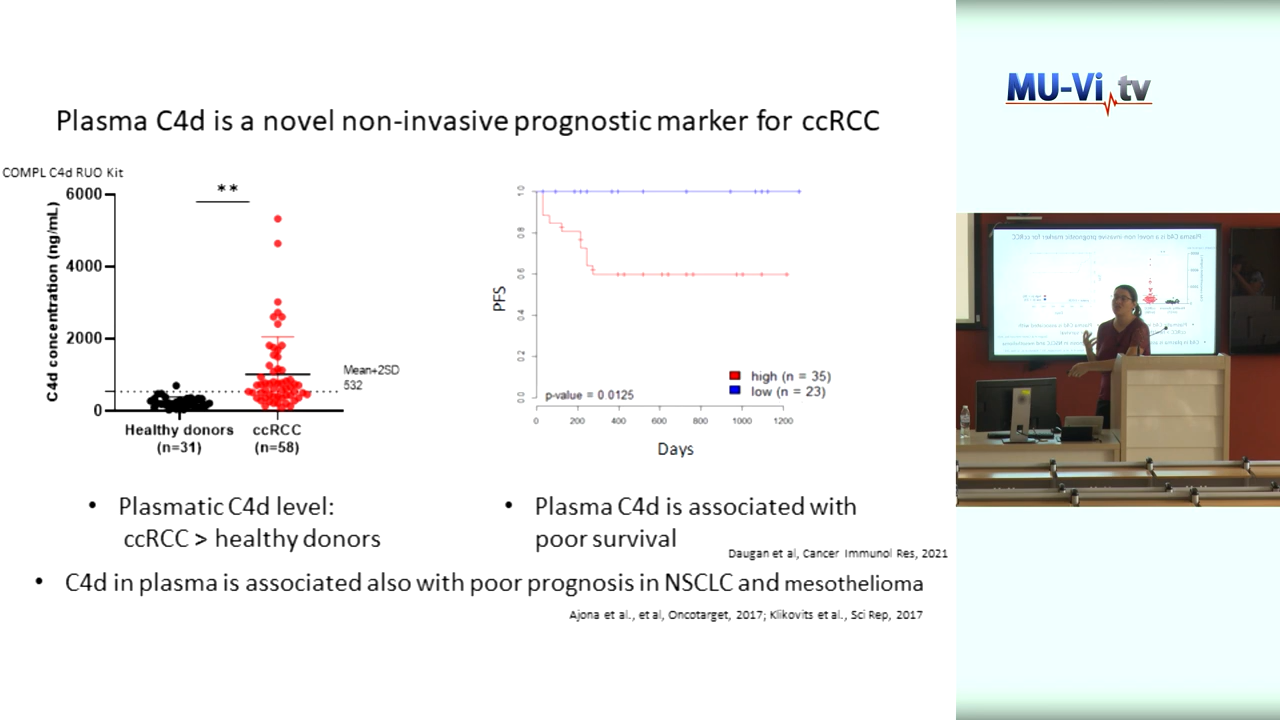 Plasma C4d is a novel non-invasive prognostic marker for ccRCC
COMPL C4d RUO Kit
C4d concentration (ng/mL)
6000
4000
2000
0
**
Mean+2SD
532
Healthy donors
(n=31)
ccRCC
(n=58)
PFS
1.0
0.8
0.6
0.4
0.2
0.0
p-value = 0.0125
high (n = 35)
low (n = 23)
0 200 400 600 800 1000 1200
Days
• Plasmatic C4d level:
ccRCC > healthy donors
• Plasma C4d is associated with
poor survival
Daugan et al, Cancer Immunol Res, 2021
• C4d in plasma is associated also with poor prognosis in NSCLC and mesothelioma
Ajona et al., et al, Oncotarget, 2017; Klikovits et al., Sci Rep, 2017
MU-Vi tv